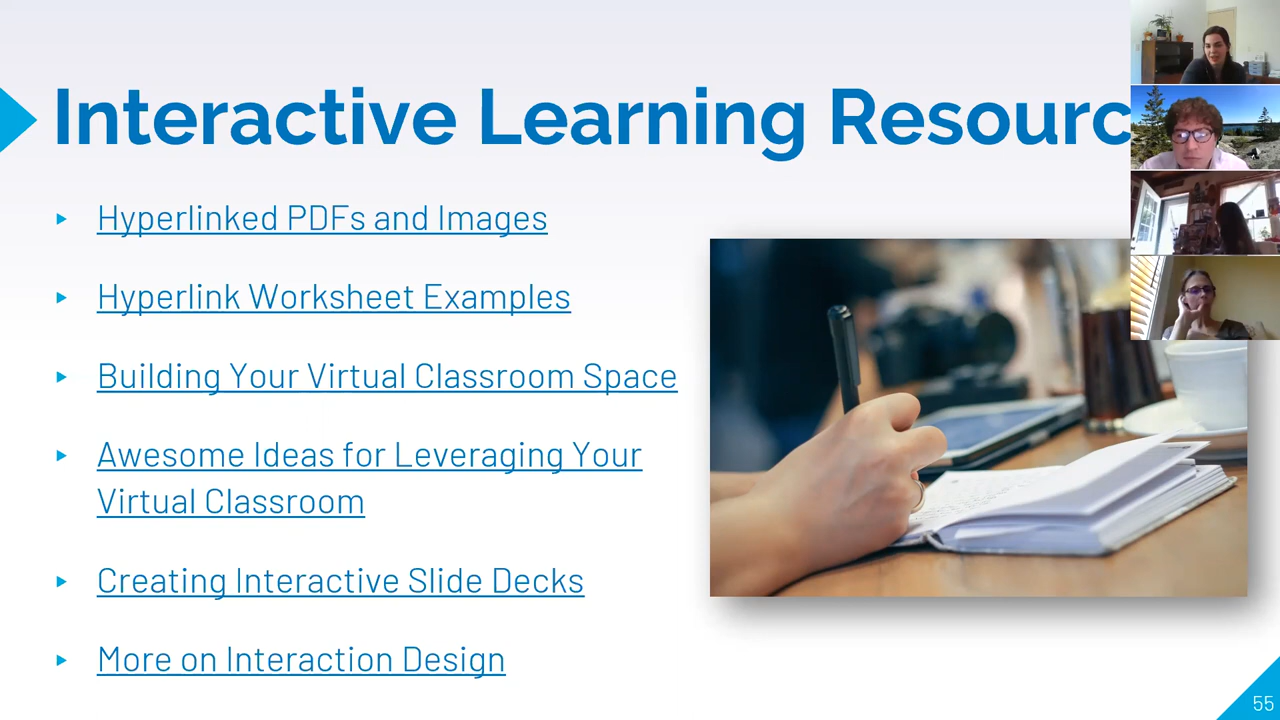 Interactive Learning Resourc
Hyperlinked PDFs and Images
Hyperlink Worksheet Examples
Building Your Virtual Classroom Space
Awesome Ideas for Leveraging Your
Virtual Classroom
Creating Interactive Slide Decks
More on Interaction Design
55